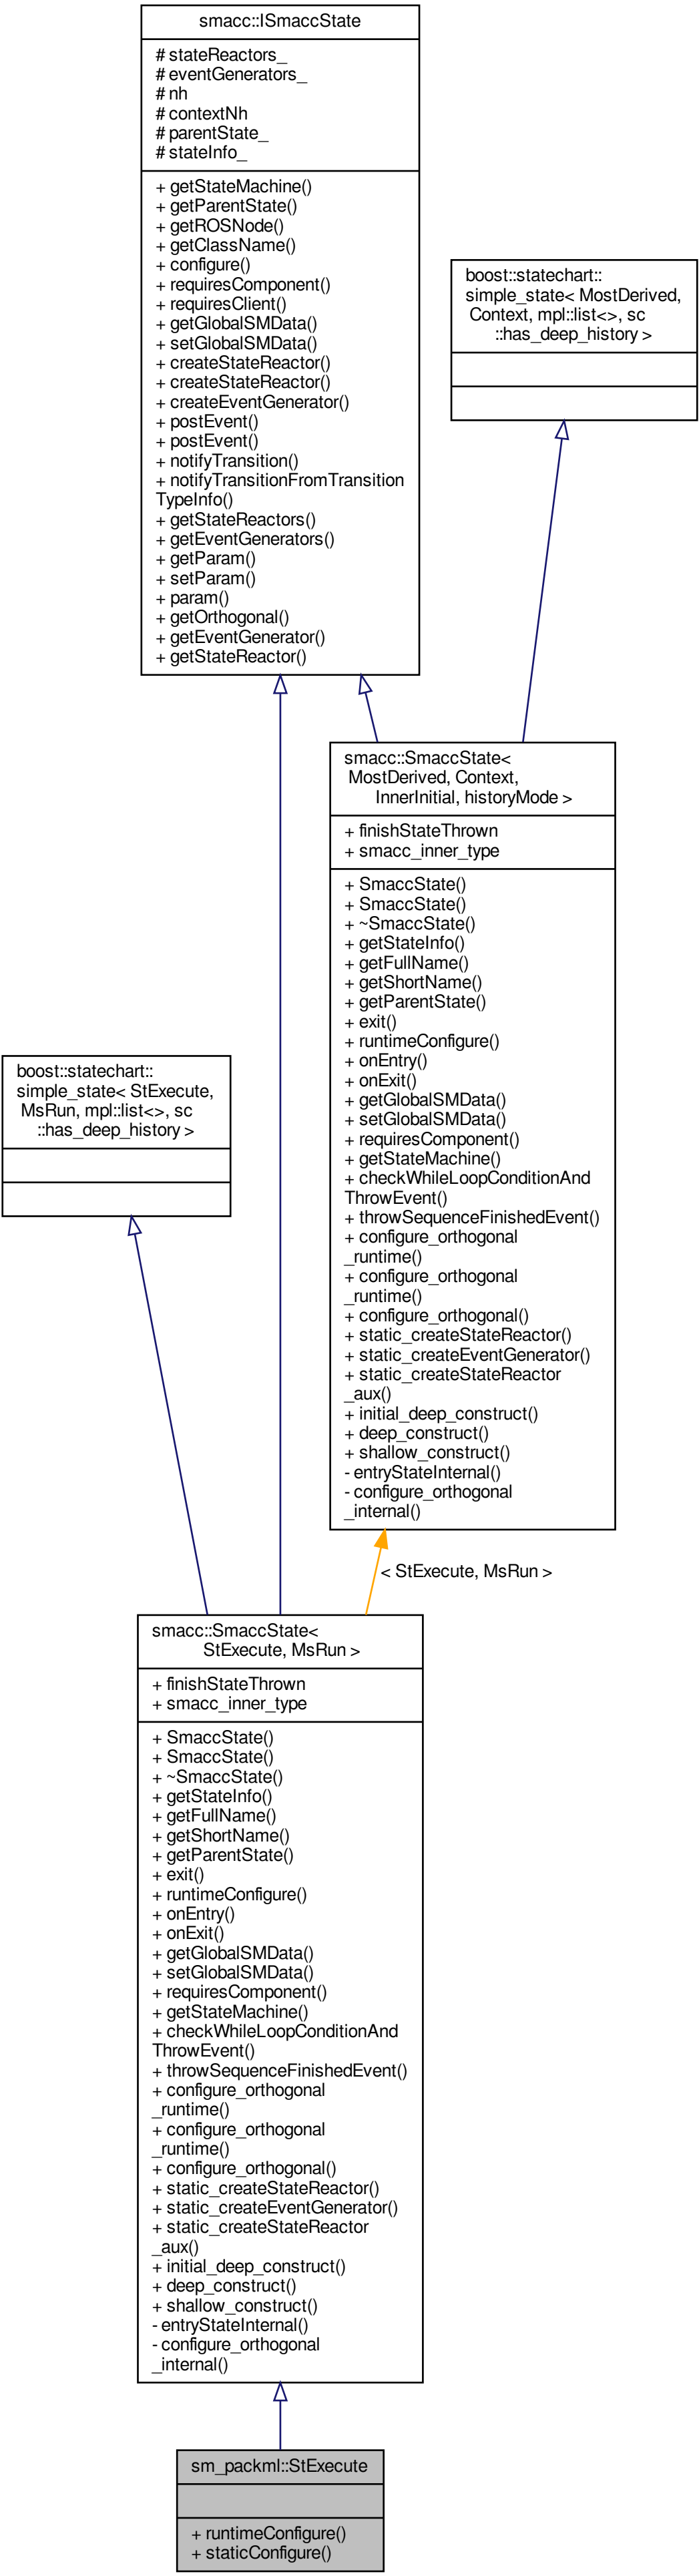 smacc::ISmaccState
# stateReactors_
# eventGenerators_
# nh
# contextNh
# parentState_
# stateInfo_
+ getStateMachine()
+ getParentState()
+ getROSNode()
+ getClassName()
+ configure()
+ requiresComponent()
+ requiresClient()
+ getGlobalSMData()
+ setGlobalSMData()
+ createStateReactor()
+ createStateReactor()
+ createEventGenerator()
+ postEvent()
+ postEvent()
+ notifyTransition()
+ notifyTransitionFromTransition
TypeInfo()
+ getStateReactors()
+ getEventGenerators()
+ getParam()
+ setParam()
+ param()
+ getOrthogonal()
+ getEventGenerator()
+ getStateReactor()
boost::statechart::
simple_state< MostDerived,
Context, mpl::list<>, sc
::has_deep_history >
smacc::SmaccState<
MostDerived, Context,
InnerInitial, historyMode >
+ finishStateThrown
+ smacc_inner_type
+ SmaccState()
+ SmaccState()
+ ~SmaccState()
+ getStateInfo()
+ getFullName()
+ getShortName()
+ getParentState()
+ exit()
+ runtimeConfigure()
+ onEntry()
+ onExit()
+ getGlobalSMData()
+ setGlobalSMData()
+ requiresComponent()
+ getStateMachine()
+ checkWhileLoopConditionAnd
ThrowEvent()
+ throwSequenceFinishedEvent()
+ configure_orthogonal
_runtime()
+ configure_orthogonal
_runtime()
+ configure_orthogonal()
+ static_createStateReactor()
+ static_createEventGenerator()
+ static_createStateReactor
_aux()
+ initial_deep_construct()
+ deep_construct()
+ shallow_construct()
- entryStateInternal()
- configure_orthogonal
_internal()
boost::statechart::
simple_state< StExecute,
MsRun, mpl::list<>, sc
::has_deep_history >
< StExecute, MsRun >
smacc::SmaccState<
StExecute, MsRun >
+ finishStateThrown
+ smacc_inner_type
+ SmaccState()
+ SmaccState()
+ ~SmaccState()
+ getStateInfo()
+ getFullName()
+ getShortName()
+ getParentState()
+ exit()
+ runtimeConfigure()
+ onEntry()
+ onExit()
+ getGlobalSMData()
+ setGlobalSMData()
+ requiresComponent()
+ getStateMachine()
+ checkWhileLoopConditionAnd
ThrowEvent()
+ throwSequenceFinishedEvent()
+ configure_orthogonal
_runtime()
+ configure_orthogonal
_runtime()
+ configure_orthogonal()
+ static_createStateReactor()
+ static_createEventGenerator()
+ static_createStateReactor
_aux()
+ initial_deep_construct()
+ deep_construct()
+ shallow_construct()
- entryStateInternal()
- configure_orthogonal
_internal()
sm_packml::StExecute
+ runtimeConfigure()
+ staticConfigure()